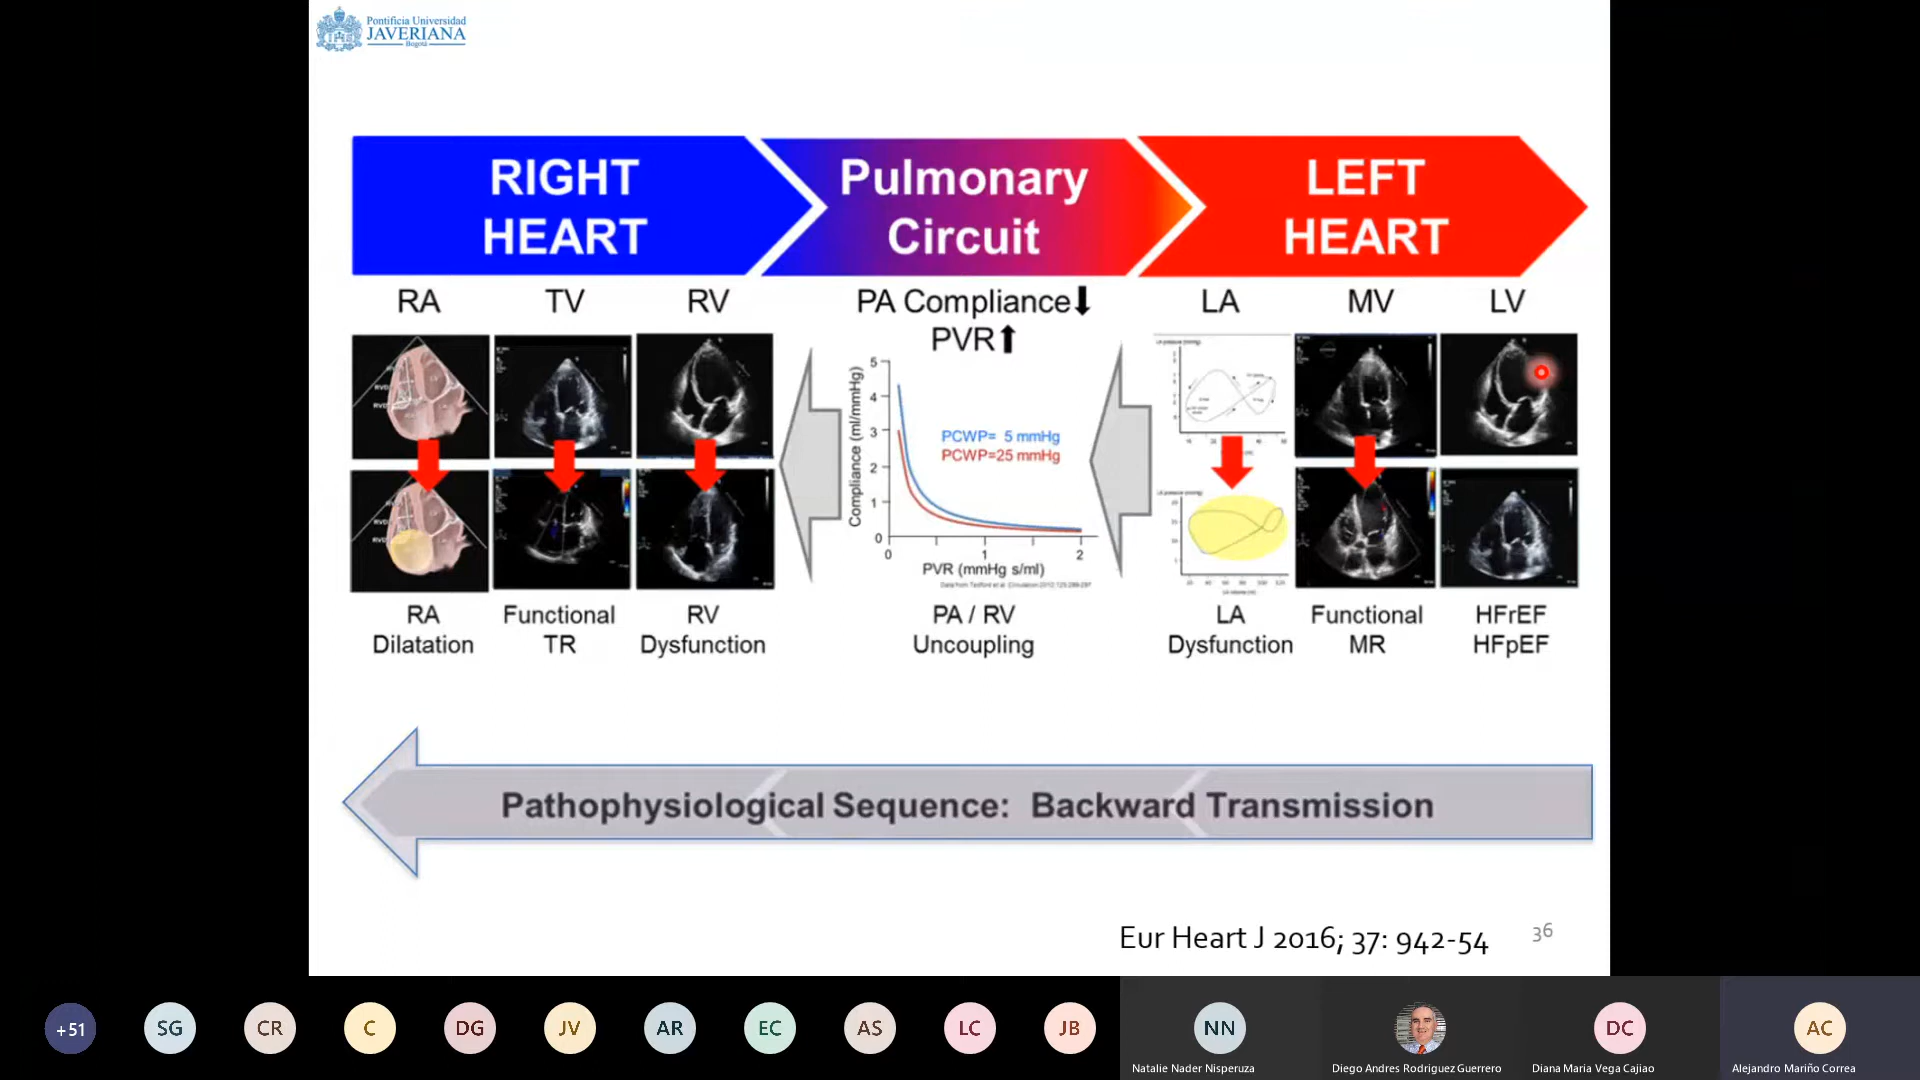 Pontificia Universidad
JAVERIANA
Bogotá
RIGHT
HEART
Pulmonary
Circuit
LEFT
HEART
RA
TV
RV
PA Compliance⬇
PVR⬆
LA
MV
LV
Compliance (ml/mmHg)
5
4
3
2
1
0
PCWP= 5 mmHg
PCWP=25 mmHg
0
1
2
PVR (mmHg s/ml)
RA
Dilatation
Functional
TR
RV
Dysfunction
PA / RV
Uncoupling
LA
Dysfunction
Functional
MR
HFrEF
HFpEF
Pathophysiological Sequence: Backward Transmission
Eur Heart J 2016; 37: 942-54
36
+51
SG
CR
C
DG
JV
AR
EC
AS
LC
JB
NN
Natalie Nader Nisperuza
Diego Andres Rodriguez Guerrero
DC
Diana Maria Vega Cajiao
AC
Alejandro Mariño Correa